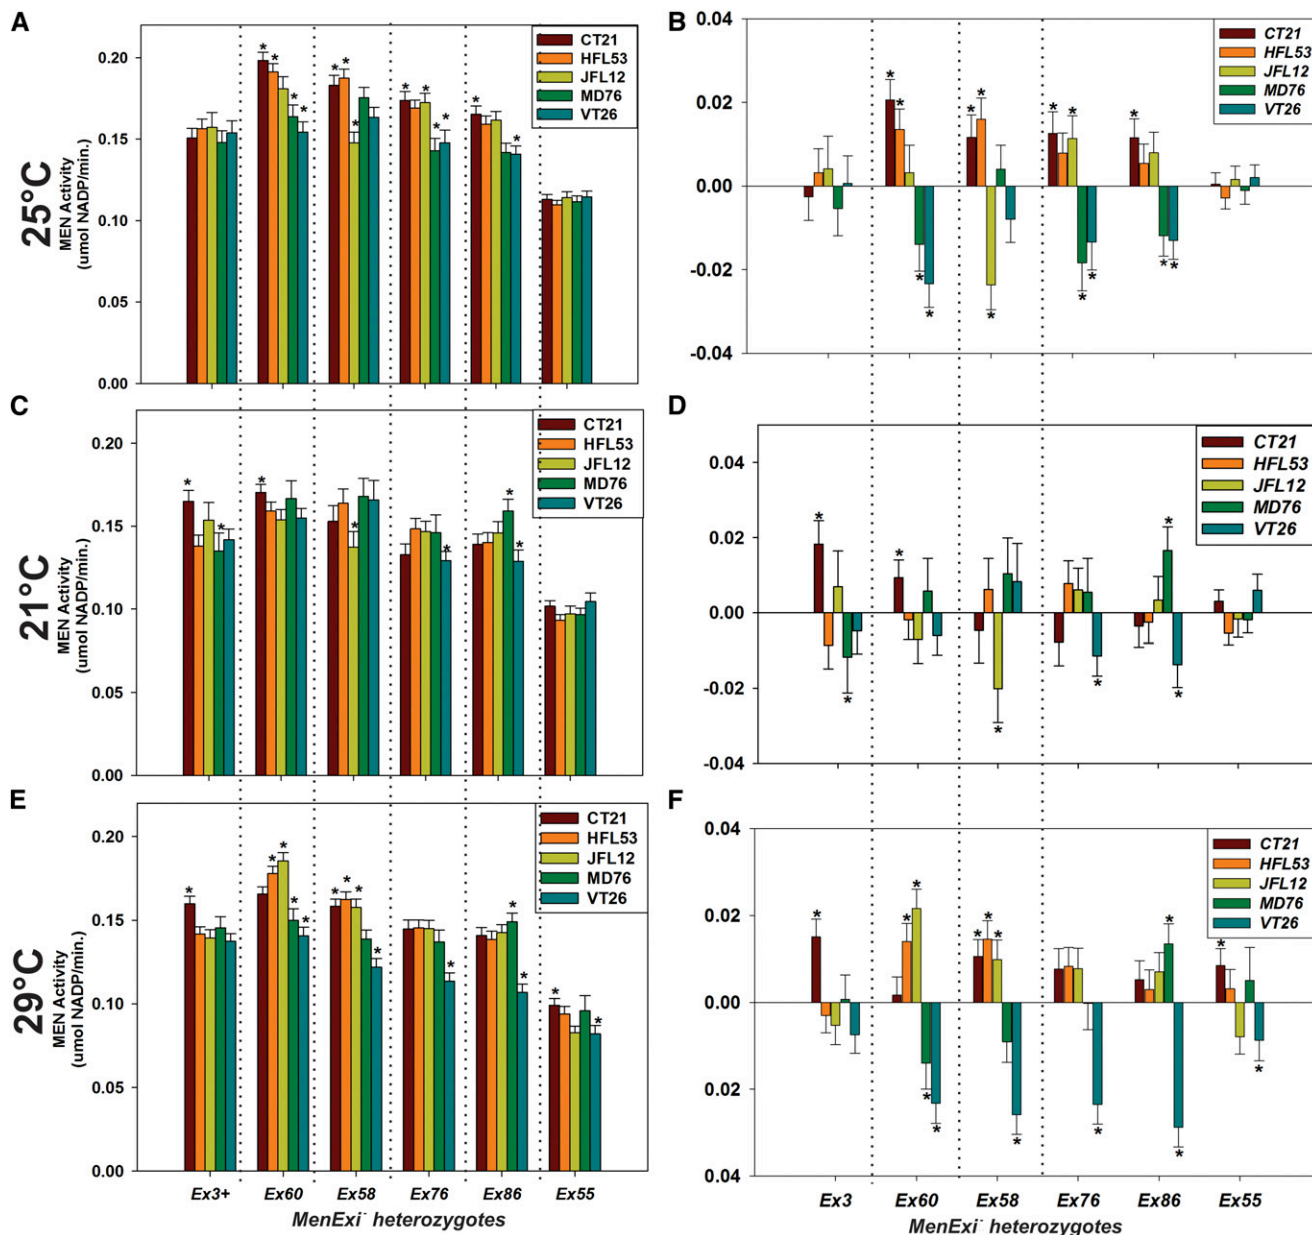 A
25°C
MEN Activity
(umol NADP/min.)
0.20
0.15
0.10
0.05
0.00
CT21
HFL53
JFL12
MD76
VT26
* * * * * * * * * * * * * *
B
0.04
0.02
0.00
-0.02
-0.04
CT21
HFL53
JFL12
MD76
VT26
* * * * * * * * * * * * * *
C
21°C
MEN Activity
(umol NADP/min.)
0.20
0.15
0.10
0.05
0.00
CT21
HFL53
JFL12
MD76
VT26
* * * * * * *
D
0.04
0.02
0.00
-0.02
-0.04
CT21
HFL53
JFL12
MD76
VT26
* * * * * * *
E
29°C
MEN Activity
(umol NADP/min.)
0.20
0.15
0.10
0.05
0.00
CT21
HFL53
JFL12
MD76
VT26
* * * * * * * * * * * * * *
Ex3+ Ex60 Ex58 Ex76 Ex86 Ex55
MenExi- heterozygotes
F
0.04
0.02
0.00
0.02
0.04
CT21
HFL53
JFL12
MD76
VT26
* * * * * * * * * * * * * *
Ex3 Ex60 Ex58 Ex76 Ex86 Ex55
MenExi- heterozygotes